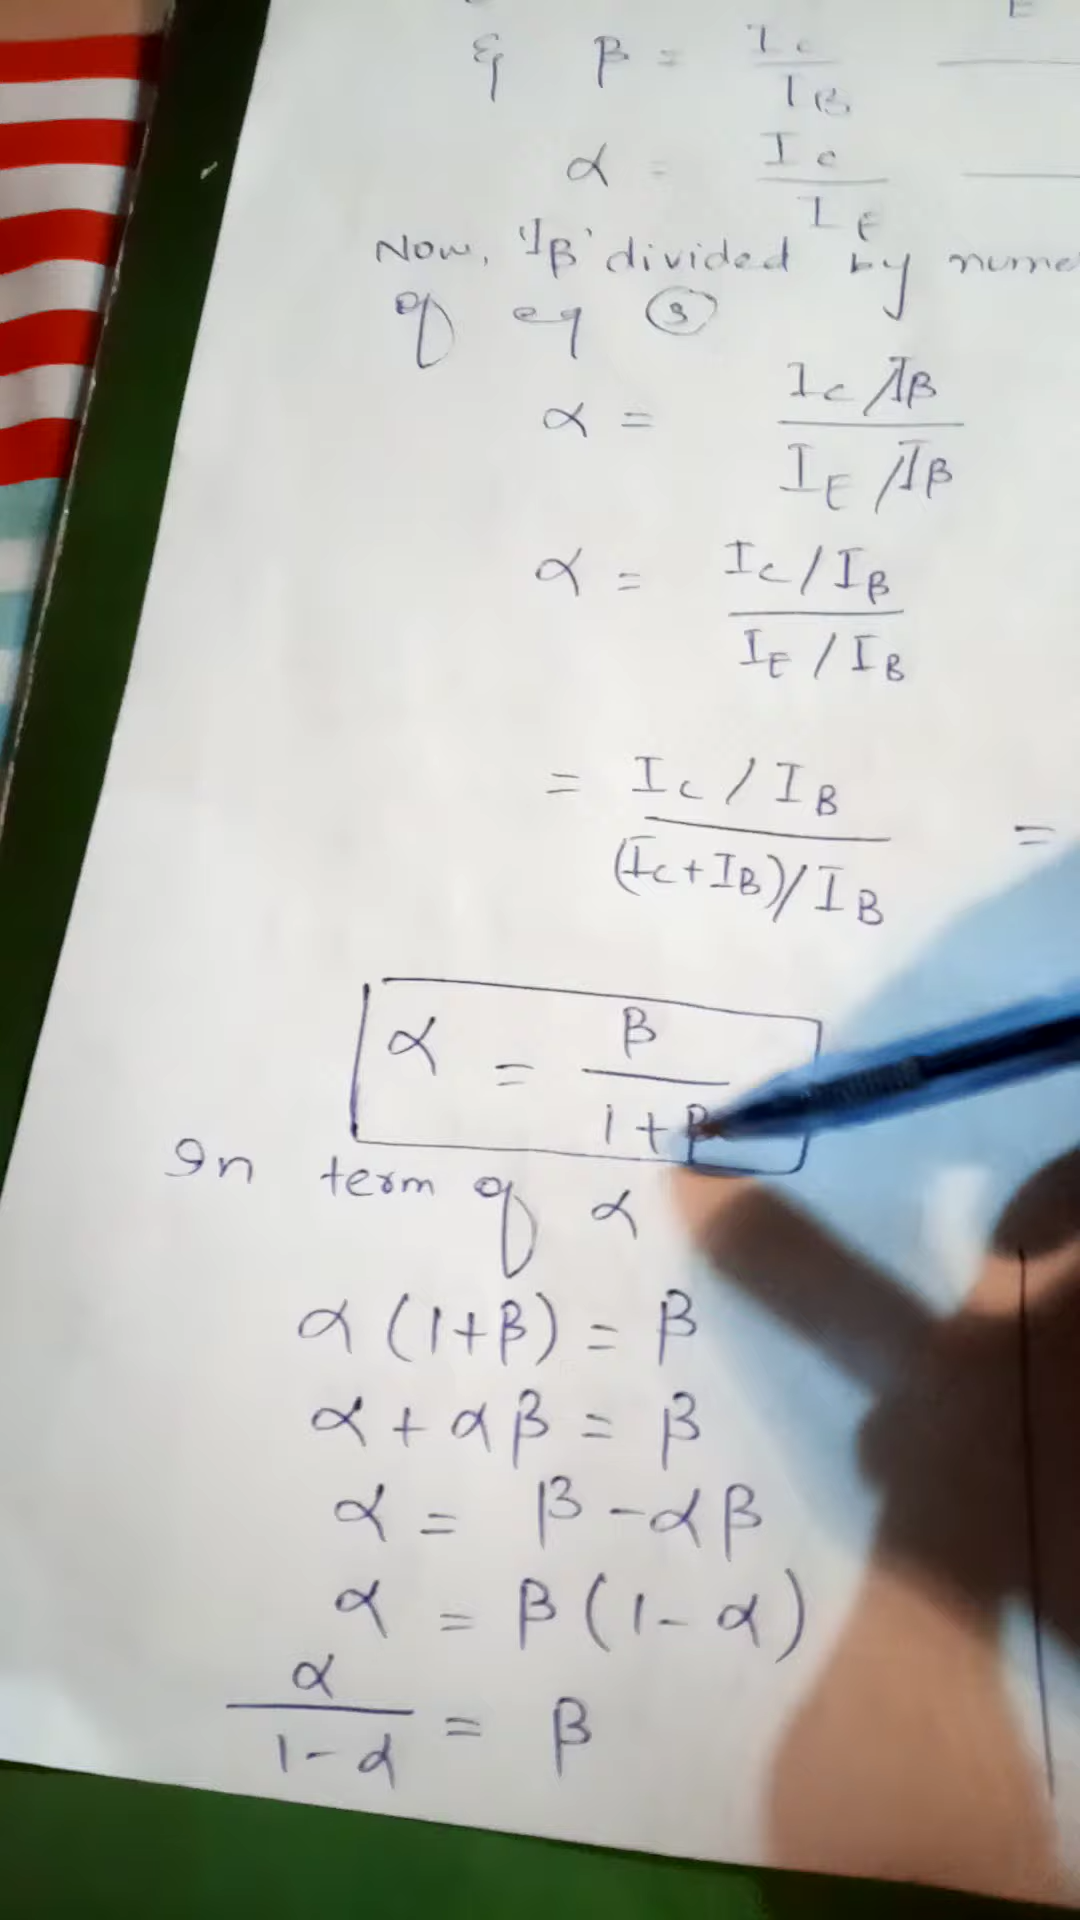 & β = Ic / IB
α = Ic / IE
Now, 'IB' divided by nume
of eq ③
α = Ic/IB / IE/IB
α = Ic/IB / IE/IB
= Ic/IB / (Ic+IB)/IB =
α = β / 1+β
In term of α
α(1+β) = β
α + αβ = β
α = β - αβ
α = β(1-α)
α / 1-α = β